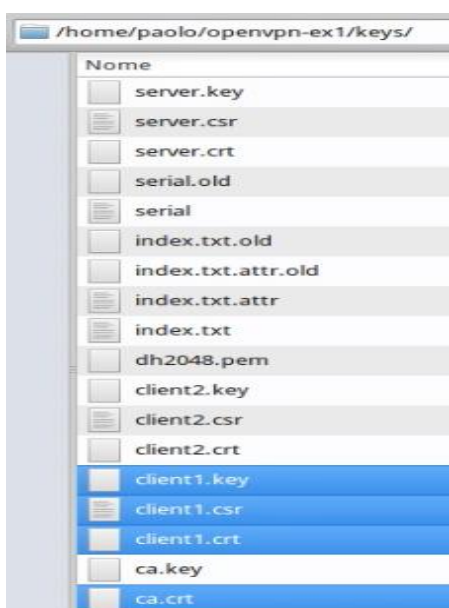 /home/paolo/openvpn-ex1/keys/
Nome
server.key
server.csr
server.crt
serial.old
serial
index.txt.old
index.txt.attr.old
index.txt.attr
index.txt
dh2048.pem
client2.key
client2.csr
client2.crt
client1.key
client1.csr
client1.crt
ca.key
ca.crt